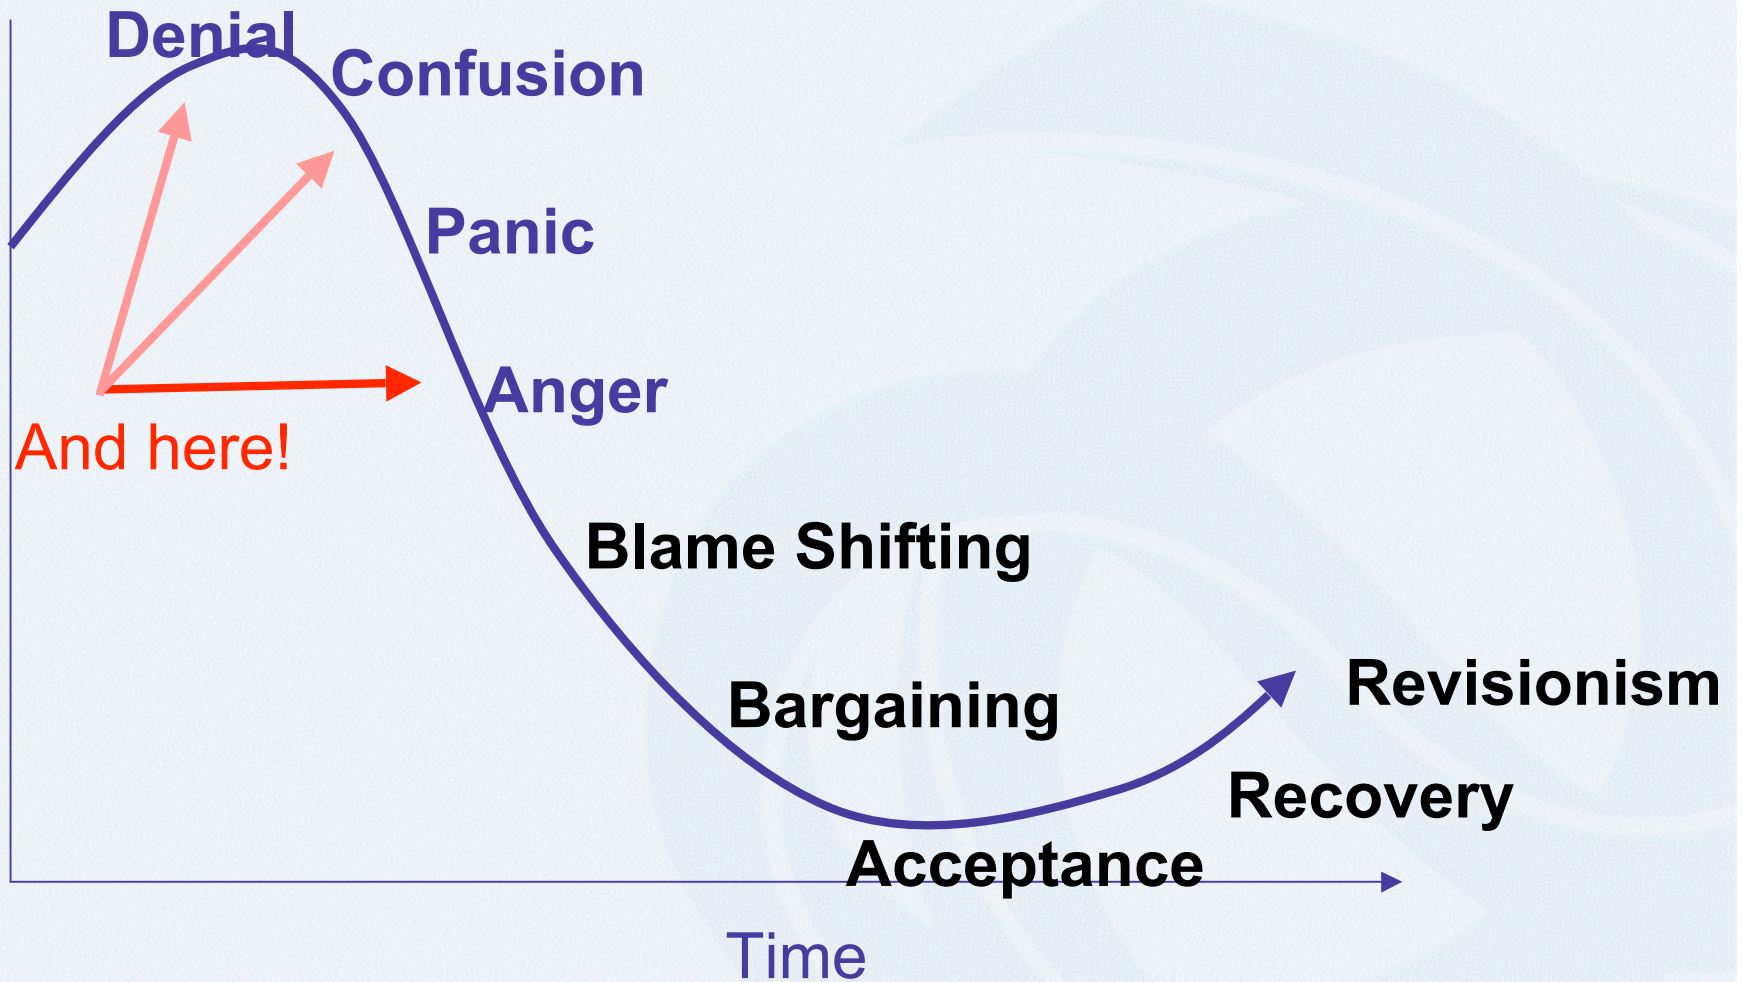 Denial
Confusion
Panic
Anger
And here!
Blame Shifting
Bargaining
Revisionism
Recovery
Acceptance
Time